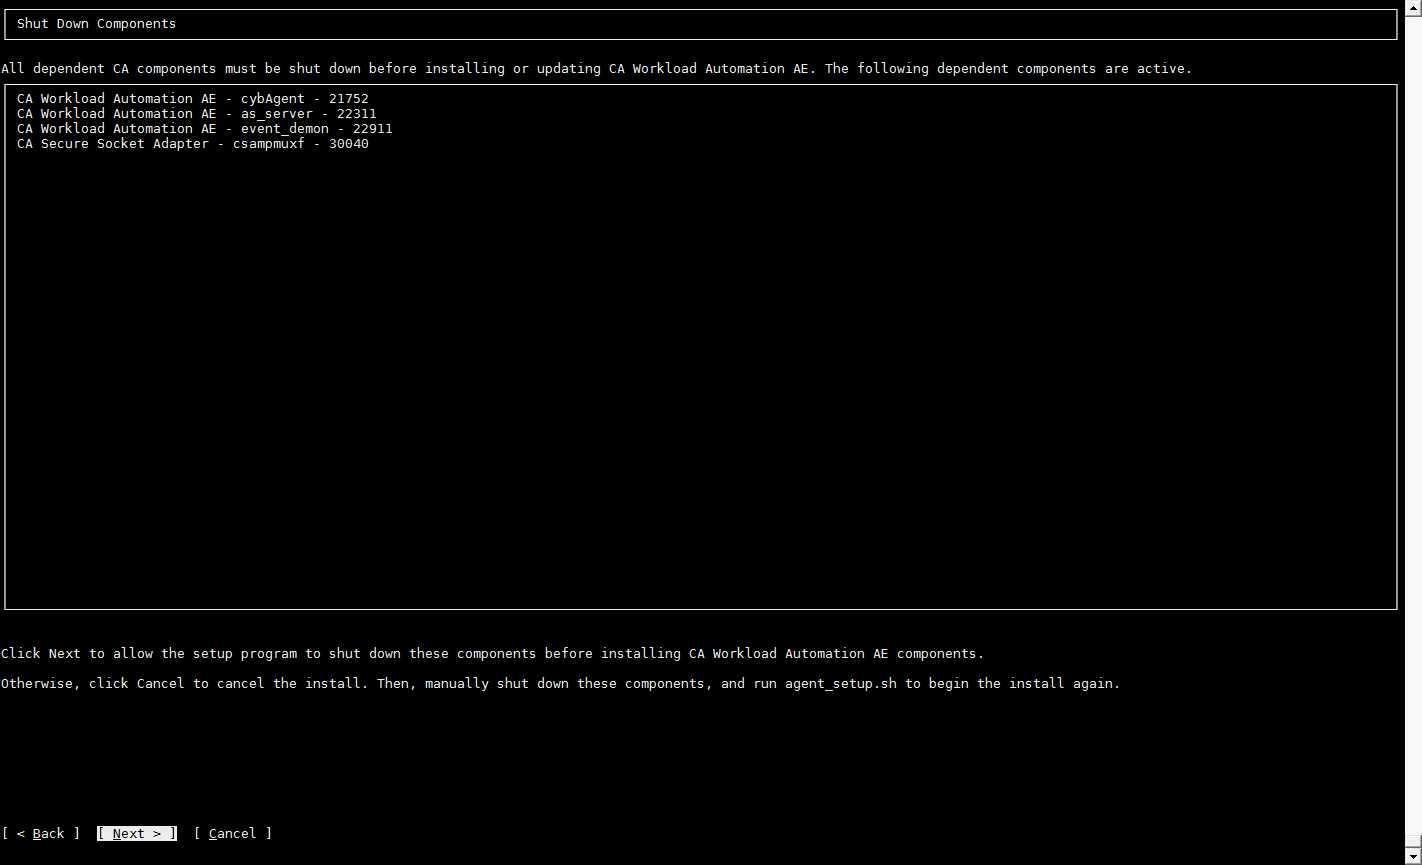 Shut Down Components
All dependent CA components must be shut down before installing or updating CA Workload Automation AE. The following dependent components are active.
CA Workload Automation AE - cybAgent - 21752
CA Workload Automation AE - as_server - 22311
CA Workload Automation AE - event_demon - 22911
CA Secure Socket Adapter - csampmuxf - 30040
Click Next to allow the setup program to shut down these components before installing CA Workload Automation AE components.
Otherwise, click Cancel to cancel the install. Then, manually shut down these components, and run agent_setup.sh to begin the install again.
[ < Back ] [ Next > ] [ Cancel ]